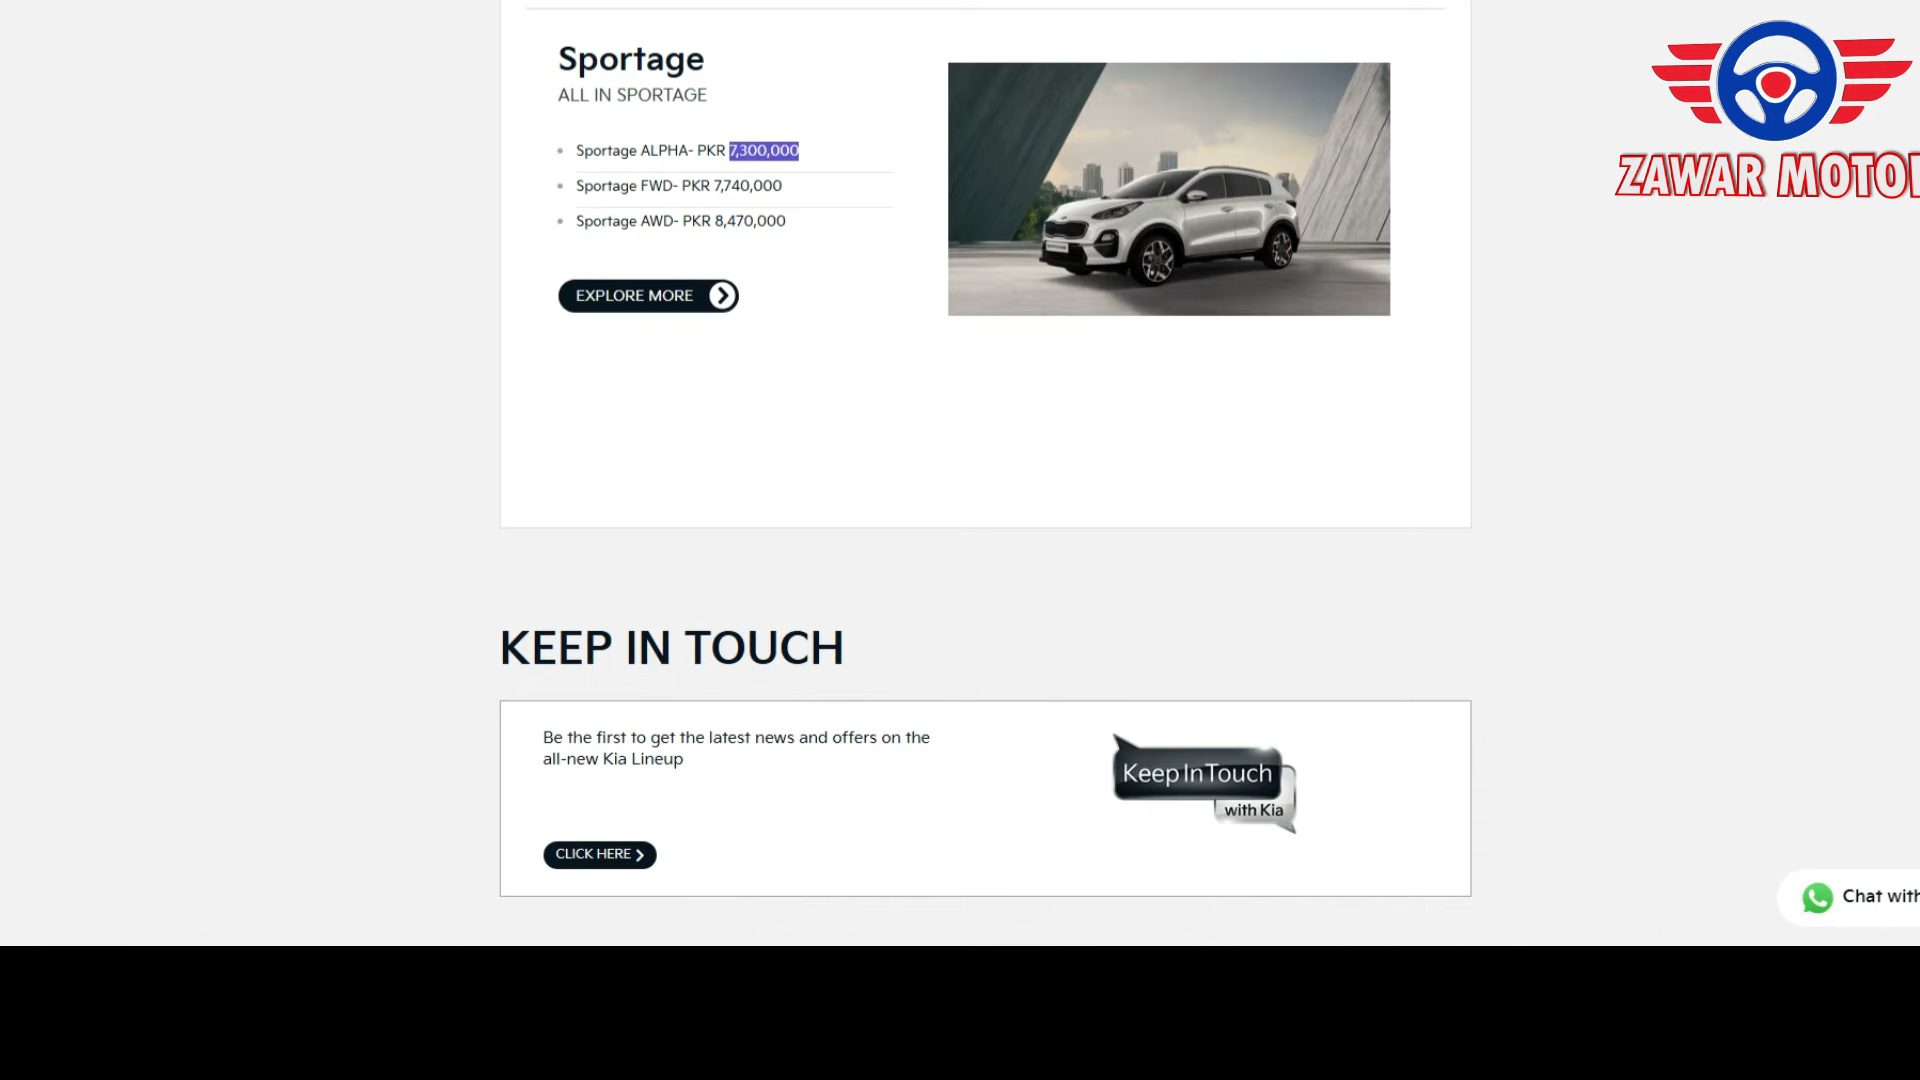 Sportage
ALL IN SPORTAGE
Sportage ALPHA- PKR 7,300,000
Sportage FWD- PKR 7,740,000
Sportage AWD- PKR 8,470,000
EXPLORE MORE
ZAWAR MOTO
KEEP IN TOUCH
Be the first to get the latest news and offers on the
all-new Kia Lineup
Keep In Touch
with Kia
CLICK HERE
Chat with